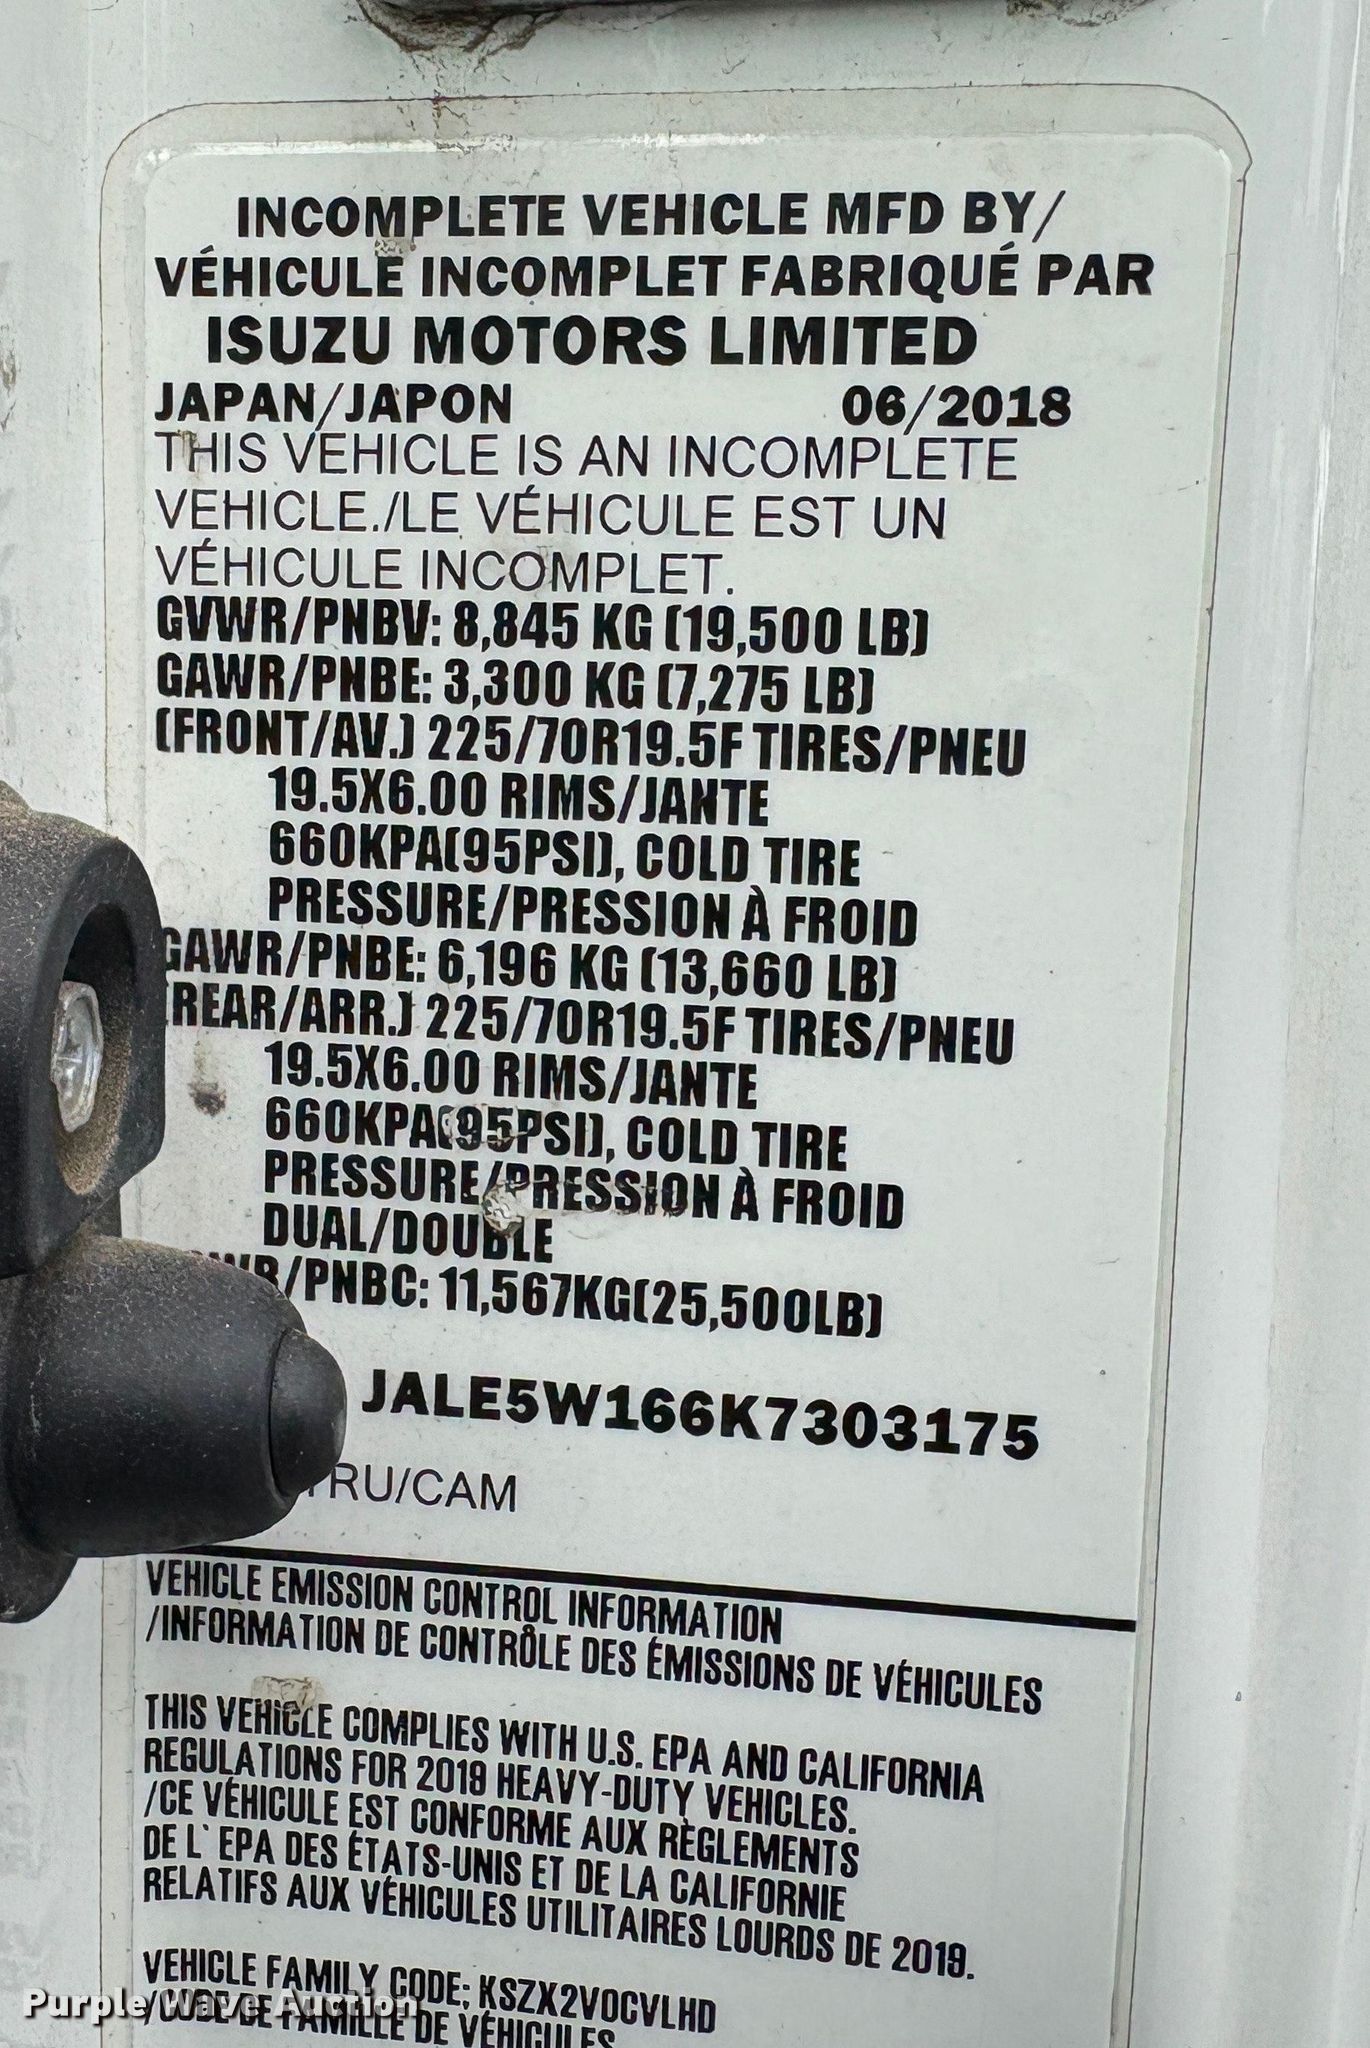 INCOMPLETE VEHICLE MFD BY/
VÉHICULE INCOMPLET FABRIQUÉ PAR
ISUZU MOTORS LIMITED
JAPAN/JAPON 06/2018
THIS VEHICLE IS AN INCOMPLETE
VEHICLE./LE VÉHICULE EST UN
VÉHICULE INCOMPLET.
GVWR/PNBV: 8,845 KG (19,500 LB)
GAWR/PNBE: 3,300 KG (7,275 LB)
(FRONT/AV.) 225/70R19.5F TIRES/PNEU
19.5X6.00 RIMS/JANTE
660KPA(95PSI), COLD TIRE
PRESSURE/PRESSION À FROID
GAWR/PNBE: 6,196 KG (13,660 LB)
(REAR/ARR.) 225/70R19.5F TIRES/PNEU
19.5X6.00 RIMS/JANTE
660KPA(95PSI), COLD TIRE
PRESSURE/PRESSION À FROID
DUAL/DOUBLE
/PNBC: 11,567KG(25,500LB)
JALE5W166K7303175
TRU/CAM
VEHICLE EMISSION CONTROL INFORMATION
/INFORMATION DE CONTRÔLE DES ÉMISSIONS DE VÉHICULES
THIS VEHICLE COMPLIES WITH U.S. EPA AND CALIFORNIA
REGULATIONS FOR 2019 HEAVY-DUTY VEHICLES.
/CE VÉHICULE EST CONFORME AUX RÈGLEMENTS
DE L'EPA DES ÉTATS-UNIS ET DE LA CALIFORNIE
RELATIFS AUX VÉHICULES UTILITAIRES LOURDS DE 2019.
VEHICLE FAMILY CODE: KSZX2VOCVLHD
/CODE DE FAMILLE DE VÉHICULES
Purple Wave Auction